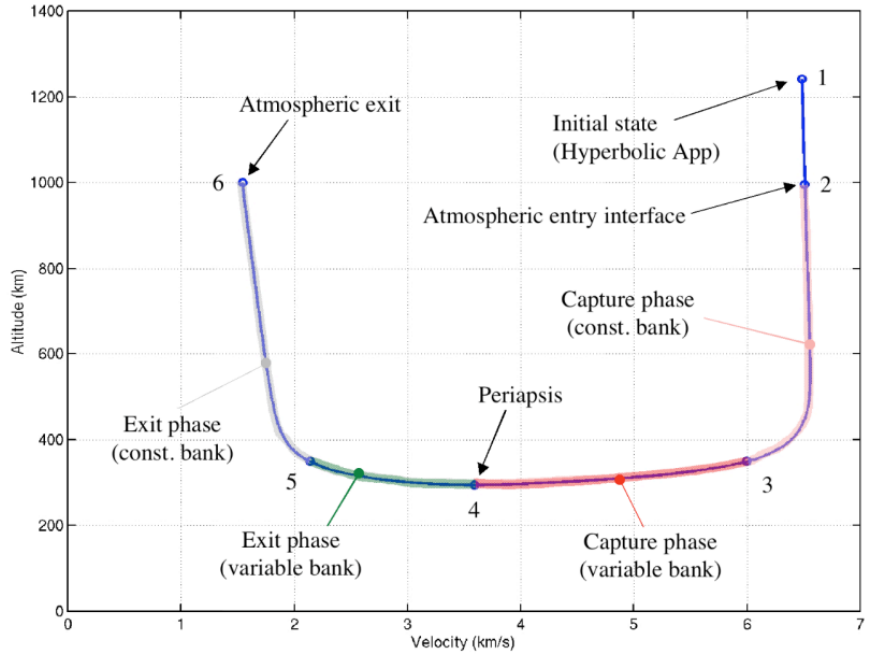 1400
1200
1000
800
600
400
200
0
Altitude (km)
0 1 2 3 4 5 6 7
Velocity (km/s)
1
Initial state
(Hyperbolic App)
2
Atmospheric entry interface
Capture phase
(const. bank)
3
Capture phase
(variable bank)
Periapsis
4
Exit phase
(variable bank)
5
Exit phase
(const. bank)
6
Atmospheric exit